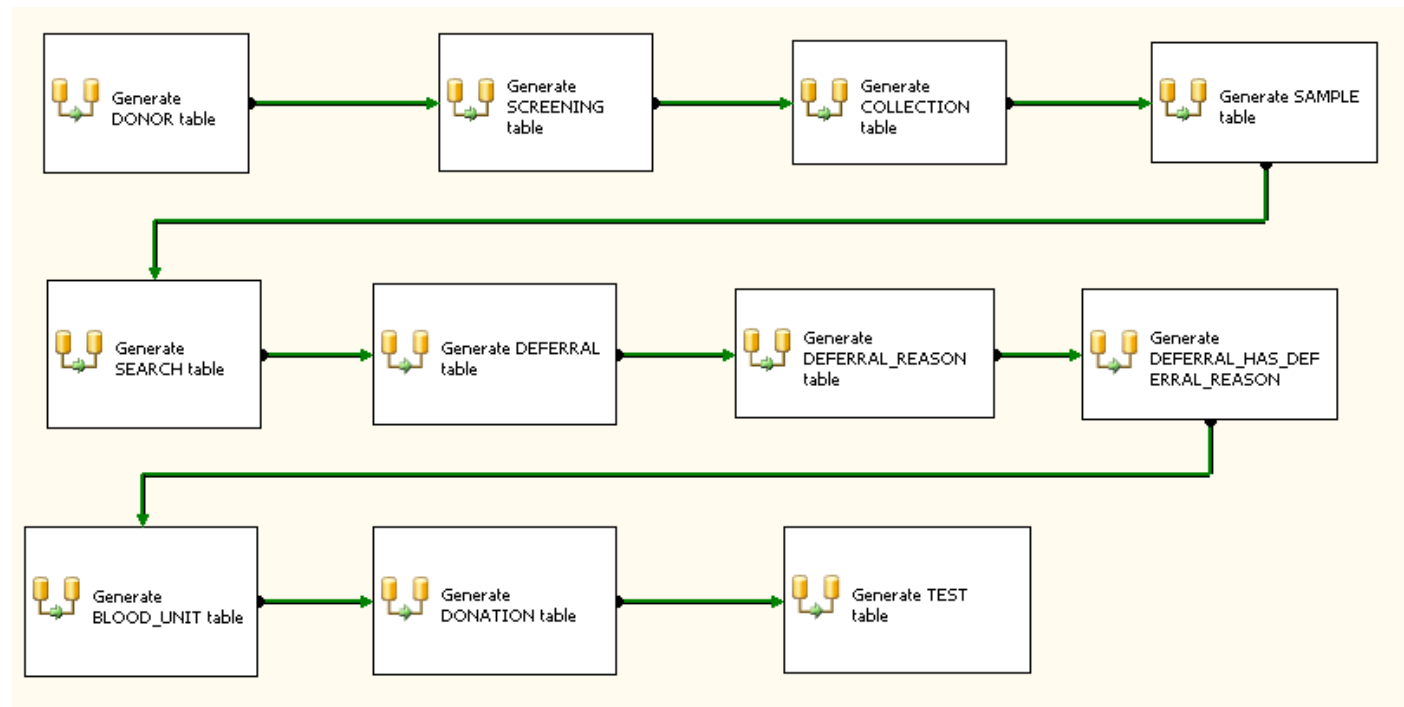 Generate
DONOR table
Generate
SCREENING
table
Generate
COLLECTION
table
Generate SAMPLE
table
Generate
SEARCH table
Generate DEFERRAL
table
Generate
DEFERRAL_REASON
table
Generate
DEFERRAL_HAS_DEF
ERRAL_REASON
Generate
BLOOD_UNIT table
Generate
DONATION table
Generate TEST
table